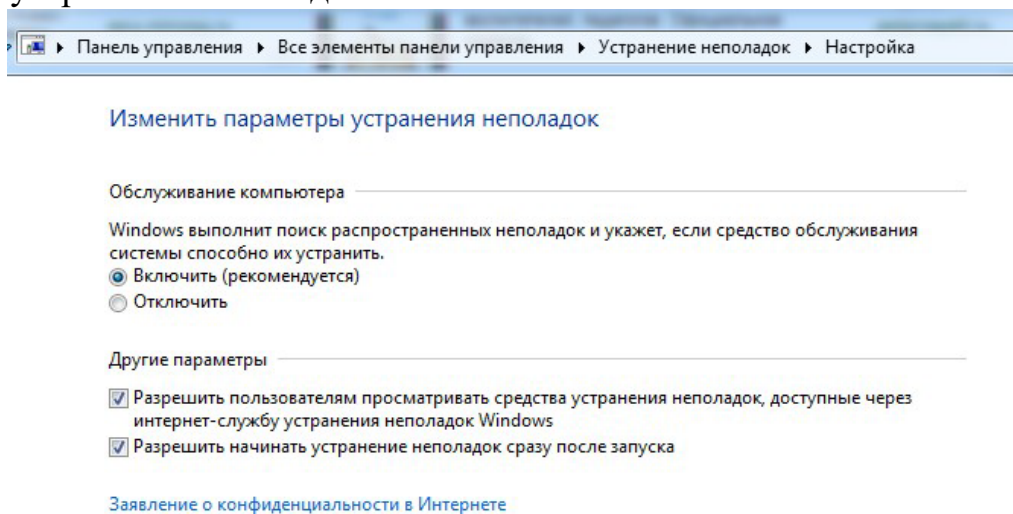 Панель управления ▸ Все элементы панели управления ▸ Устранение неполадок ▸ Настройка
Изменить параметры устранения неполадок
Обслуживание компьютера
Windows выполнит поиск распространенных неполадок и укажет, если средство обслуживания
системы способно их устранить.
Включить (рекомендуется)
Отключить
Другие параметры
Разрешить пользователям просматривать средства устранения неполадок, доступные через
интернет-службу устранения неполадок Windows
Разрешить начинать устранение неполадок сразу после запуска
Заявление о конфиденциальности в Интернете